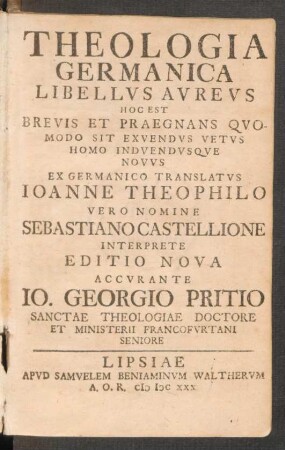 THEOLOGIA
GERMANICA
LIBELLVS AVREVS
HOC EST
BREVIS ET PRAEGNANS QVO-
MODO SIT EXVENDVS VETVS
HOMO INDVENDVSQVE
NOVVS
EX GERMANICO TRANSLATVS
IOANNE THEOPHILO
VERO NOMINE
SEBASTIANO CASTELLIONE
INTERPRETE
EDITIO NOVA
ACCVRANTE
IO. GEORGIO PRITIO
SANCTAE THEOLOGIAE DOCTORE
ET MINISTERII FRANCOFVRTANI
SENIORE
LIPSIAE
APVD SAMVELEM BENIAMINVM WALTHERVM
A. O. R. cIↄ Iↄc XXX